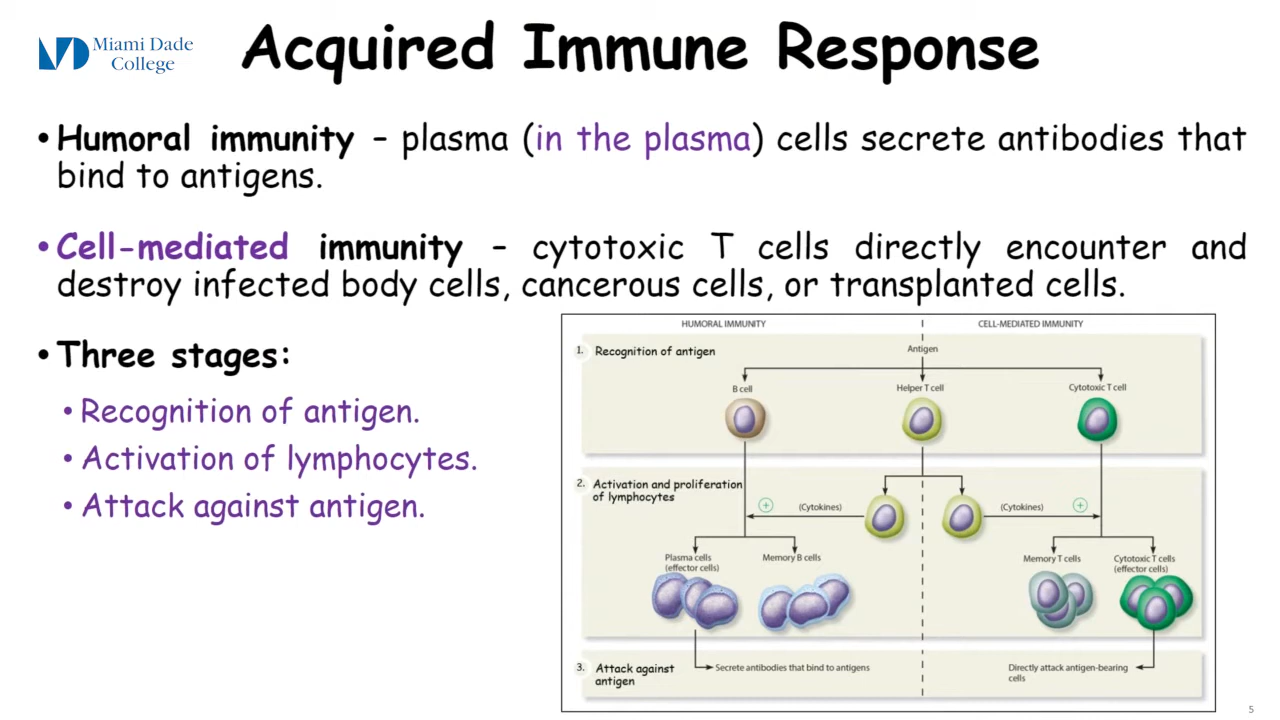 Miami Dade
College
Acquired Immune Response
• Humoral immunity – plasma (in the plasma) cells secrete antibodies that
bind to antigens.
• Cell-mediated immunity – cytotoxic T cells directly encounter and
destroy infected body cells, cancerous cells, or transplanted cells.
• Three stages:
• Recognition of antigen.
• Activation of lymphocytes.
• Attack against antigen.
HUMORAL IMMUNITY
CELL-MEDIATED IMMUNITY
1. Recognition of antigen
Antigen
B cell
Helper T cell
Cytotoxic T cell
2. Activation and proliferation
of lymphocytes
+
(Cytokines)
(Cytokines)
+
Plasma cells
(effector cells)
Memory B cells
Memory T cells
Cytotoxic T cells
(effector cells)
3. Attack against
antigen
Secrete antibodies that bind to antigens
Directly attack antigen-bearing
cells
5